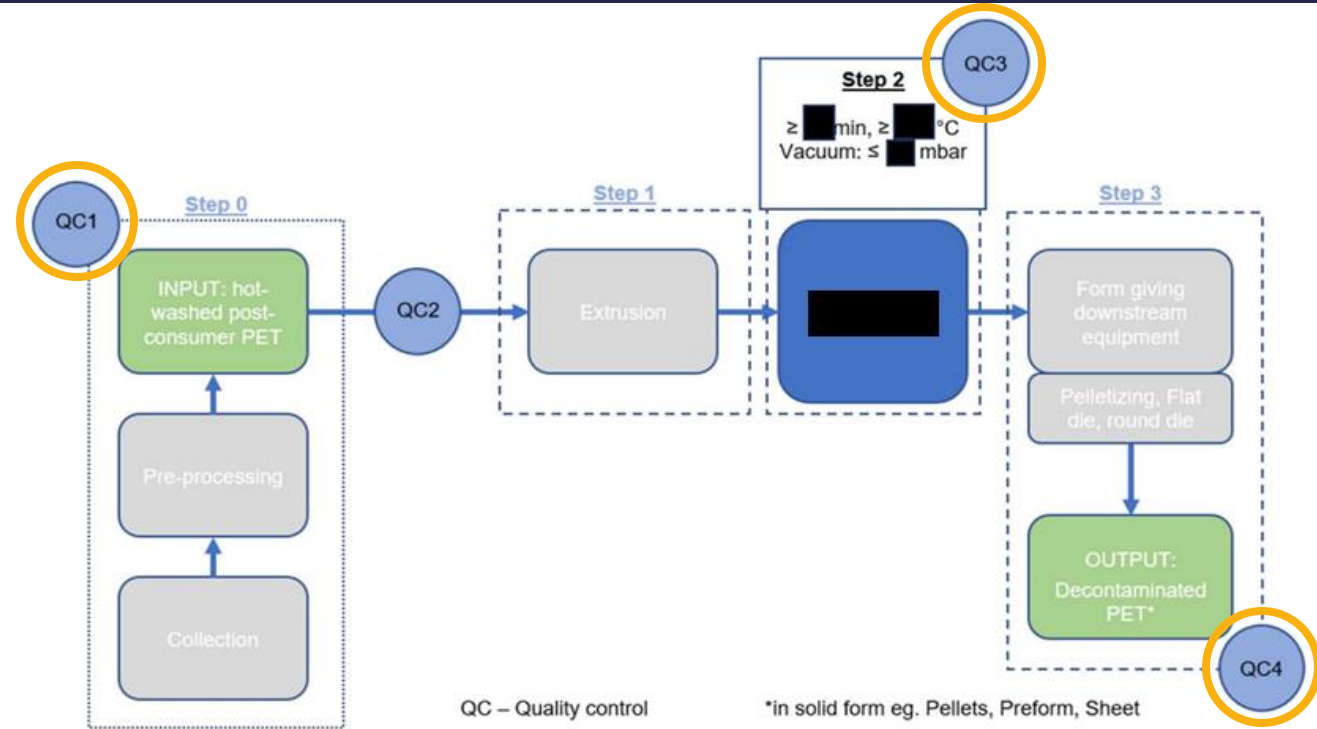 QC3
Step 2
≥ min, ≥ °C
Vacuum: ≤ mbar
QC1
Step 0
Step 1
Step 3
INPUT: hot-
washed post-
consumer PET
QC2
Extrusion
Form giving
downstream
equipment
Pelletizing, Flat
die, round die
Pre-processing
OUTPUT:
Decontaminated
PET*
Collection
QC4
QC – Quality control
*in solid form eg. Pellets, Preform, Sheet